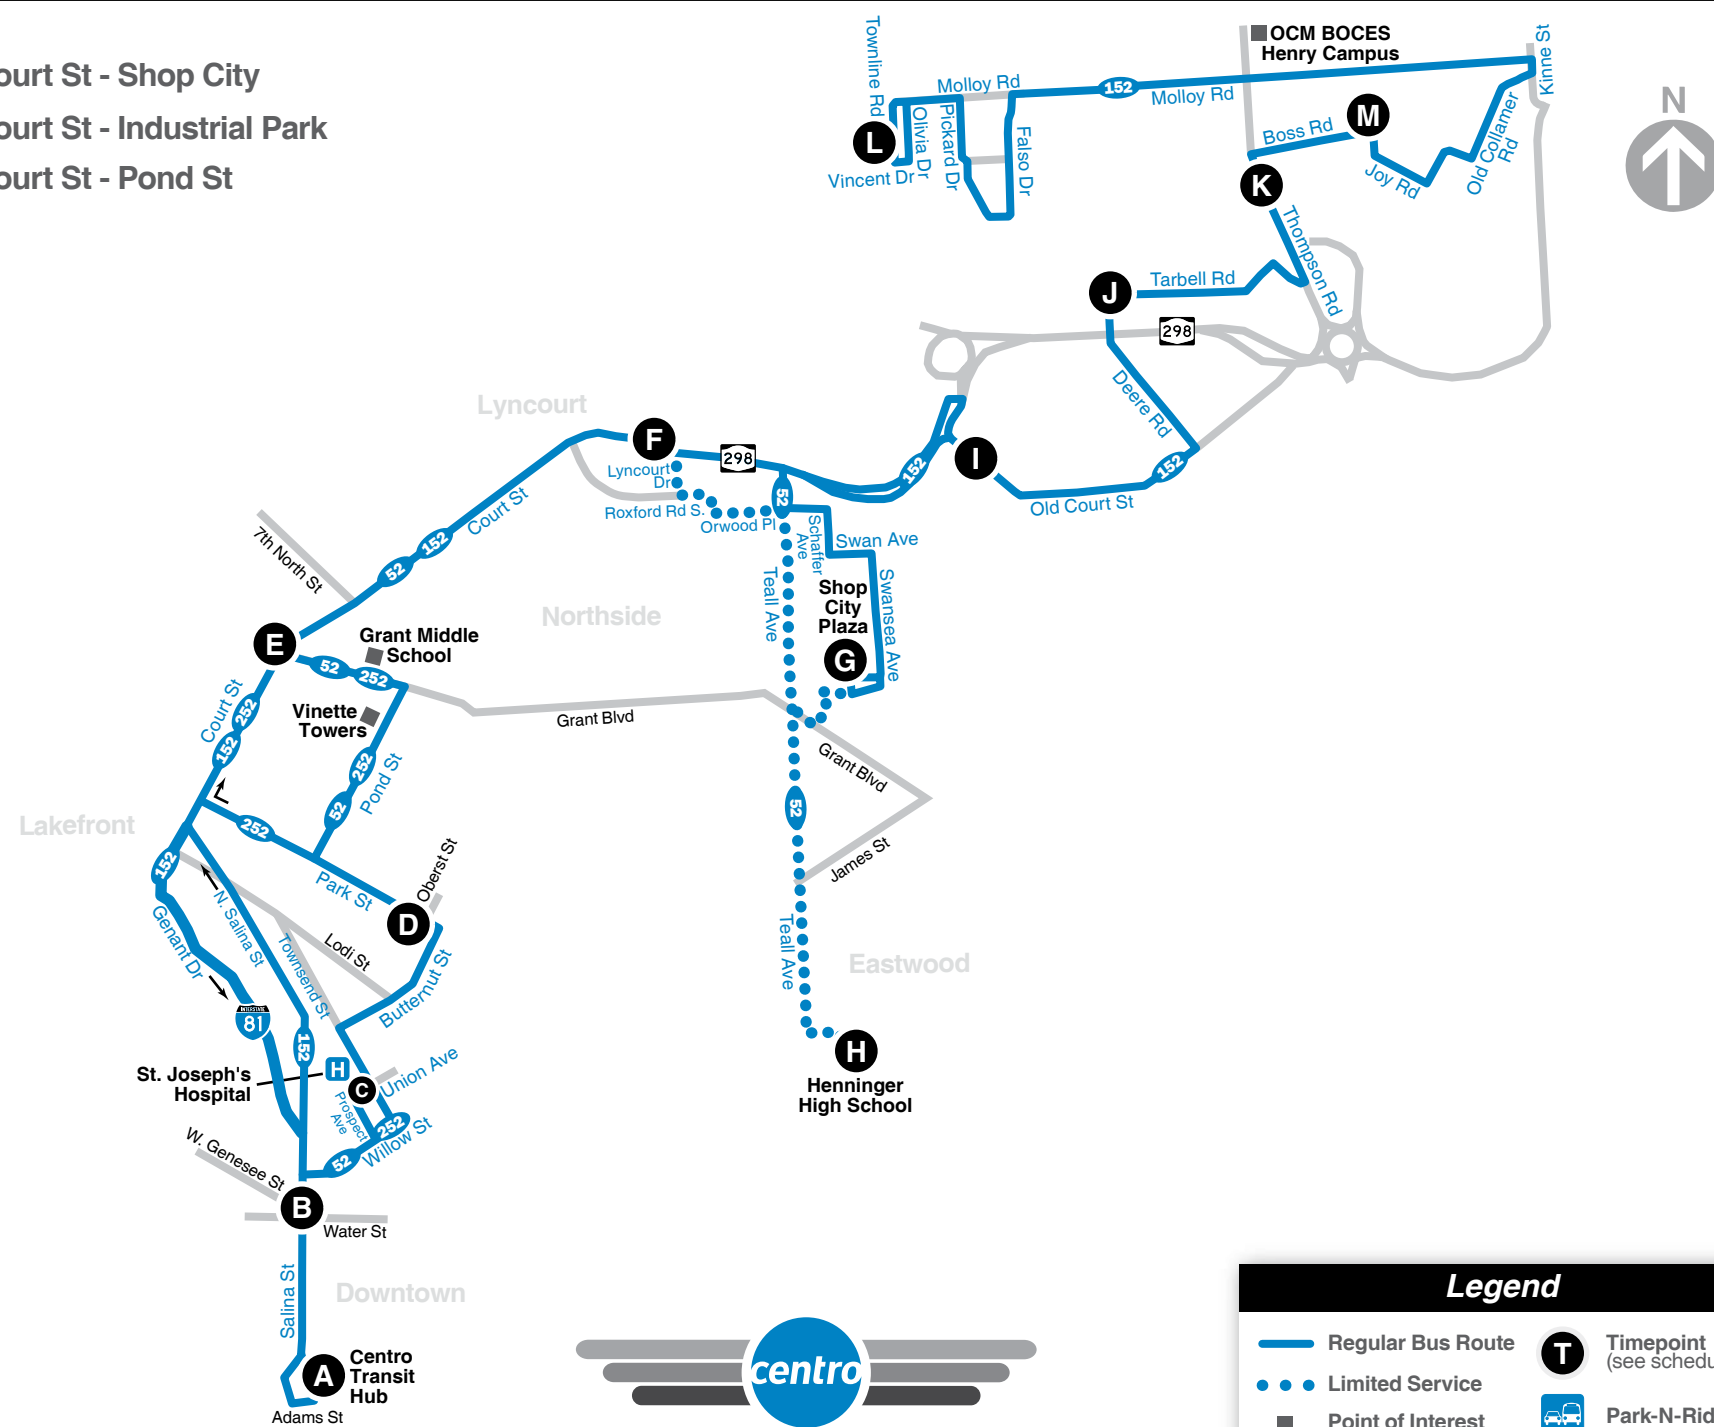 ourt St - Shop City
ourt St - Industrial Park
ourt St - Pond St
OCM BOCES
Henry Campus
Kinne St
Townline Rd
Molloy Rd
152
Molloy Rd
N
L
Olivia Dr
Pickard Dr
Falso Dr
Vincent Dr
Boss Rd
M
Joy Rd
Old Collamer
Rd
K
Thompson Rd
J
Tarbell Rd
298
Deere Rd
Lyncourt
F
298
Lyncourt
Dr
Roxford Rd S.
Orwood Pl
52
152
I
152
Old Court St
Court St
152
52
7th North St
Schaffer
Ave
Swan Ave
Swansea Ave
Teall Ave
Shop
City
Plaza
G
Northside
E
Grant Middle
School
52
252
Vinette
Towers
Court St
252
152
252
52
Pond St
Grant Blvd
Grant Blvd
52
James St
Lakefront
252
152
Park St
Oberst St
D
Genant Dr
N. Salina St
Townsend St
Lodi St
Butternut St
Teall Ave
Eastwood
INTERSTATE
81
152
H
St. Joseph's
Hospital
C
Union Ave
Prospect
Ave
252
52
Willow St
H
Henninger
High School
W. Genesee St
B
Water St
Salina St
Downtown
A
Centro
Transit
Hub
Adams St
centro
Legend
Regular Bus Route
T
Timepoint
(see schedu
Limited Service
Park-N-Rid
Point of Interest